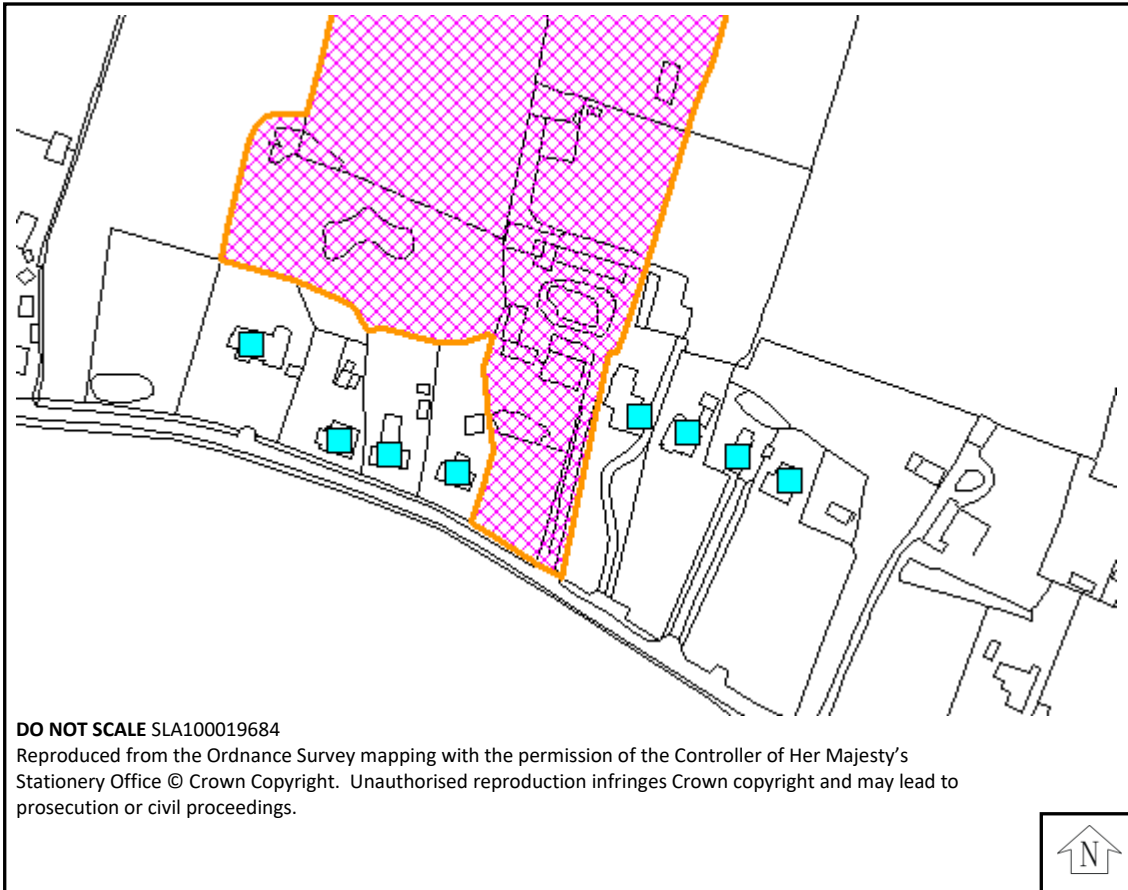 DO NOT SCALE SLA100019684
Reproduced from the Ordnance Survey mapping with the permission of the Controller of Her Majesty's
Stationery Office © Crown Copyright.  Unauthorised reproduction infringes Crown copyright and may lead to
prosecution or civil proceedings.
N